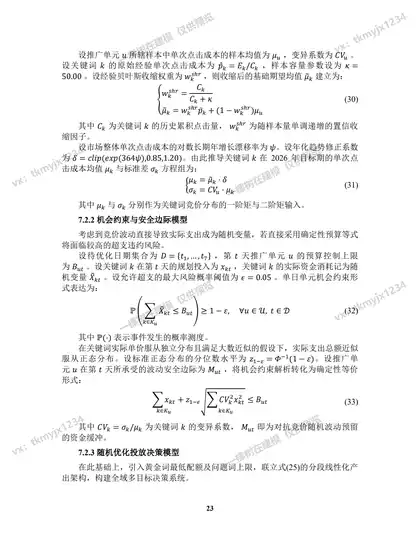 设推广单元 u 所辖样本中单次点击成本的样本均值为 μ_u，变异系数为 CV_u。
设关键词 k 的原始经验单次点击成本为 p̂_k = E_k/C_k，样本容量参数设为 κ =
50.00。设经验贝叶斯收缩权重为 w_k^shr，则收缩后的基础期望均值 μ̃_k 建立为：
{ w_k^shr = C_k / (C_k + κ)
μ̃_k = w_k^shr p̂_k + (1 − w_k^shr)μ_u (30)
其中 C_k 为关键词 k 的历史累积点击量，w_k^shr 为随样本量单调递增的置信收
缩因子。
设市场整体单次点击成本的对数长期年增长漂移率为 ψ。设年化趋势修正系数
为 δ = clip(exp(364ψ),0.85,1.20)。由此推导关键词 k 在 2026 年目标期的单次点
击成本均值 μ_k 与标准差 σ_k 方程组为：
{ μ_k = μ̃_k · δ
σ_k = CV_u · μ_k (31)
其中 μ_k 与 σ_k 分别作为关键词竞价分布的一阶矩与二阶矩输入。
7.2.2 机会约束与安全边际模型
考虑到竞价波动直接导致实际支出成为随机变量，若直接采用确定性预算等式
将面临较高的超支违约风险。
设待优化日期集合为 D = {t_1, …, t_7}，第 t 天推广单元 u 的预算控制上限
为 B_ut。设关键词 k 在第 t 天的规划投入为 x_kt，关键词 k 的实际资金消耗记为随机
变量 X̃_kt。设允许超支的最大风险概率阈值为 ε = 0.05。单日单元机会约束形
式表达为：
ℙ(∑_{k∈K_u} X̃_kt ≤ B_ut) ≥ 1 − ε, ∀u ∈ 𝒰, t ∈ 𝒟 (32)
其中 ℙ(·) 表示事件发生的概率测度。
在关键词实际单价服从独立分布且满足大数近似的假设下，实际支出总额近似
服从正态分布。设标准正态分布的分位数水平为 z_{1−ε} = Φ^{−1}(1 − ε)。设推广单
元 u 在第 t 天所承受的波动安全边际为 M_ut，将机会约束解析转化为确定性等价
形式：
∑_{k∈K_u} x_kt + z_{1−ε} √(∑_{k∈K_u} CV_k^2 x_kt^2) ≤ B_ut (33)
其中 CV_k = σ_k/μ_k 为关键词 k 的变异系数，M_ut 即为对抗竞价随机波动预留
的资金缓冲。
7.2.3 随机优化投放决策模型
在此基础上，引入黄金词最低配额及问题词上限，联立式(25)的分段线性化产
出架构，构建全域多目标决策系统。
23
vx: tkmyjx1234